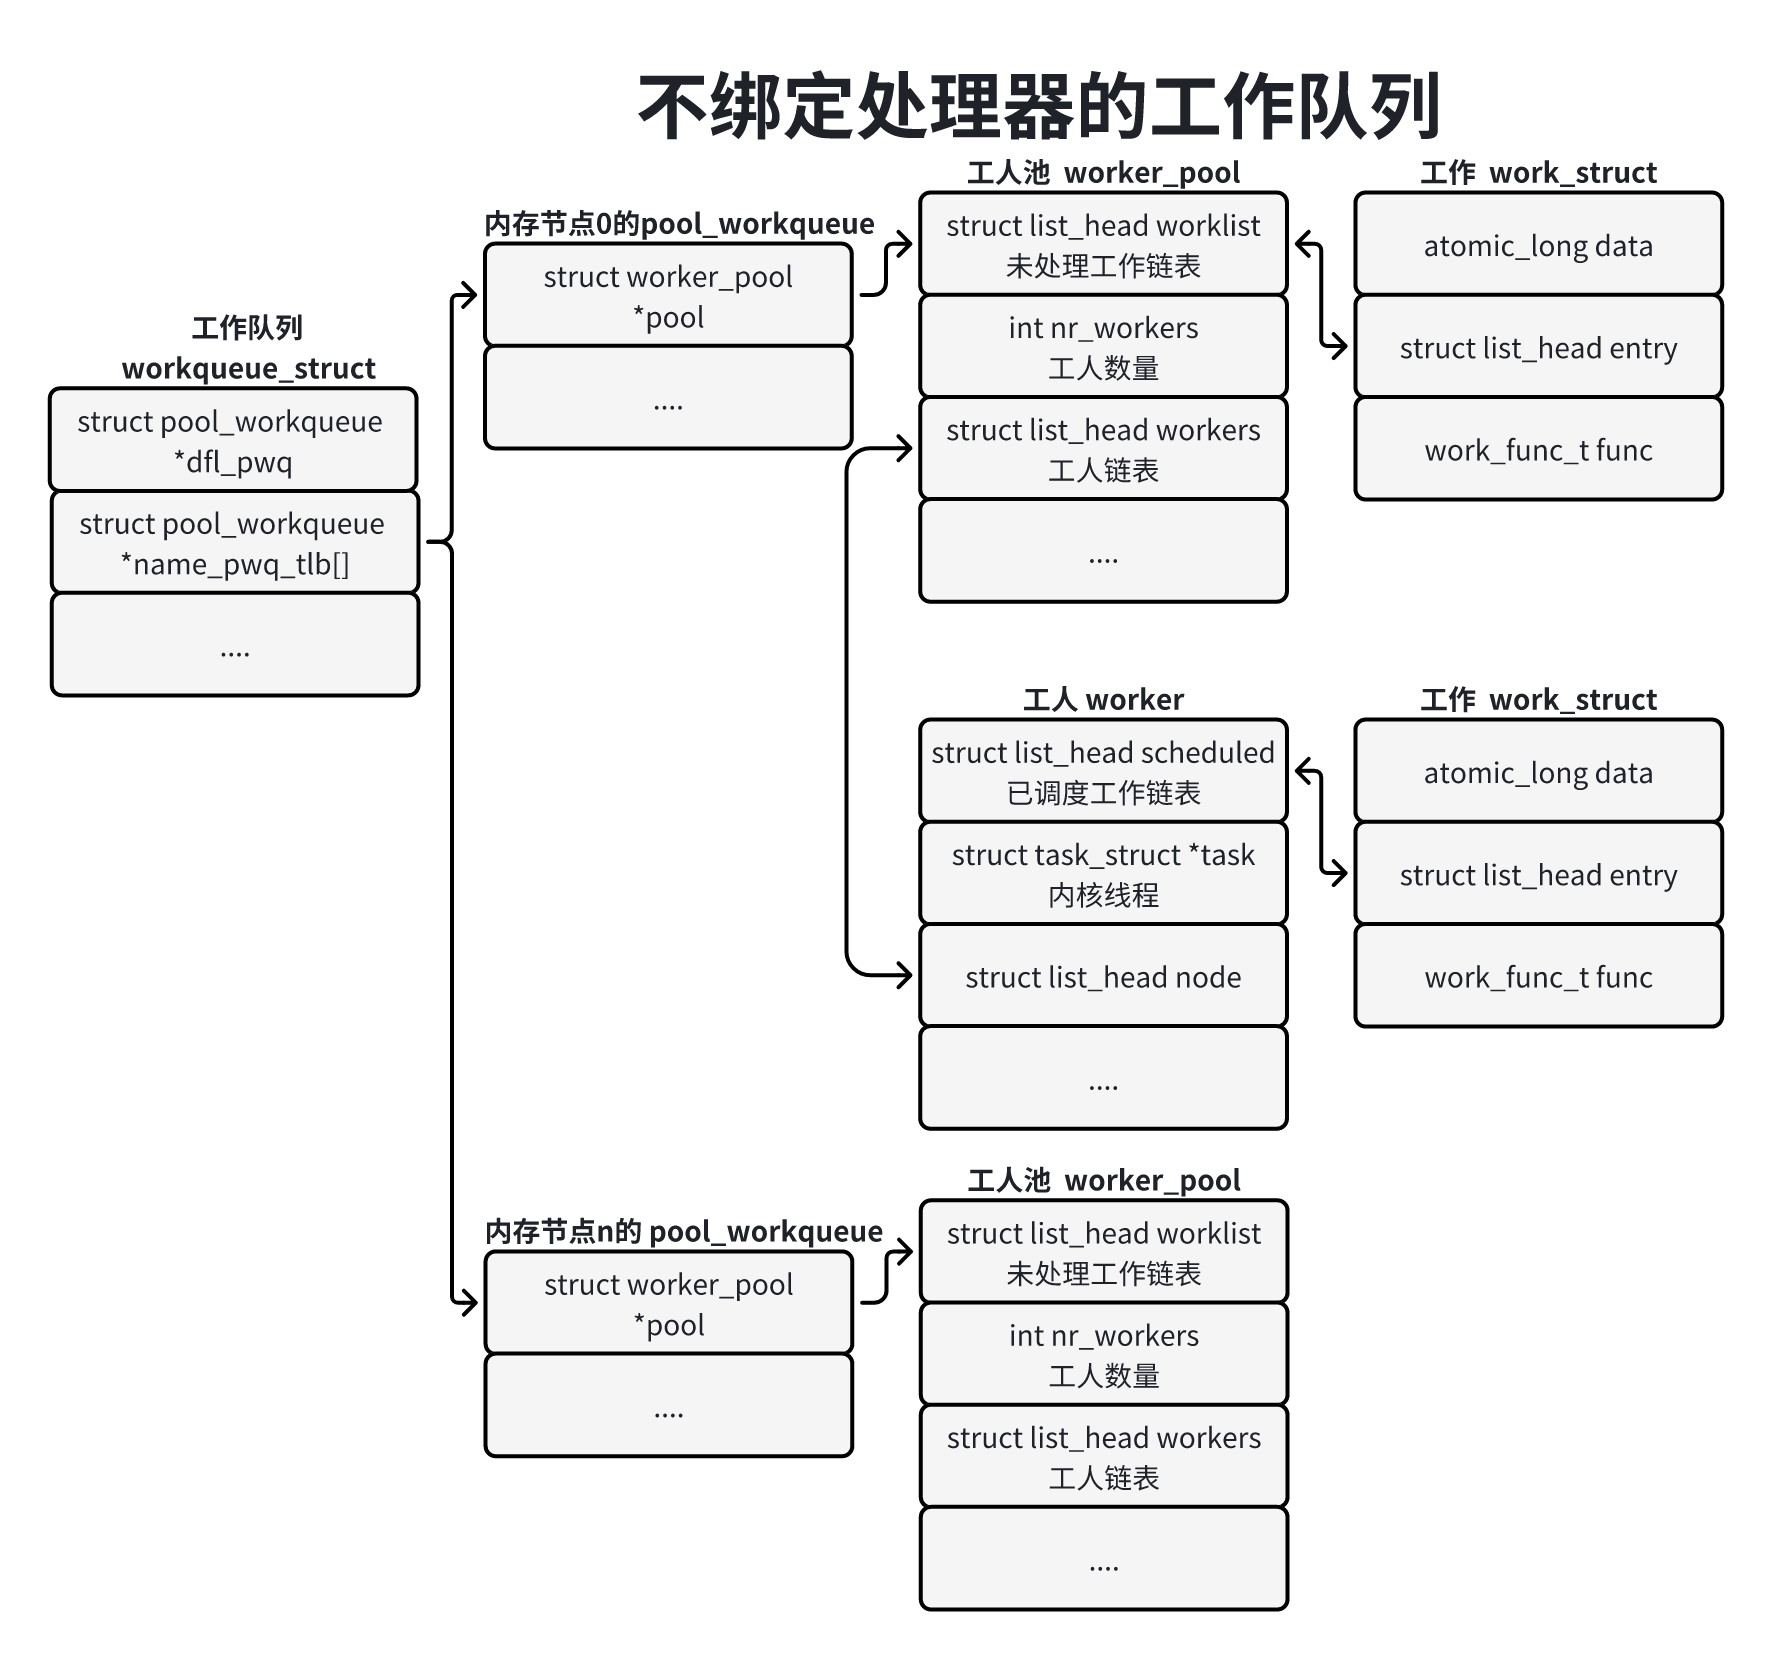 不绑定处理器的工作队列
工作队列
workqueue_struct
struct pool_workqueue
*dfl_pwq
struct pool_workqueue
*name_pwq_tlb[]
....
内存节点0的pool_workqueue
struct worker_pool
*pool
....
工人池 worker_pool
struct list_head worklist
未处理工作链表
int nr_workers
工人数量
struct list_head workers
工人链表
....
工作 work_struct
atomic_long data
struct list_head entry
work_func_t func
工人 worker
struct list_head scheduled
已调度工作链表
struct task_struct *task
内核线程
struct list_head node
....
工作 work_struct
atomic_long data
struct list_head entry
work_func_t func
内存节点n的 pool_workqueue
struct worker_pool
*pool
....
工人池 worker_pool
struct list_head worklist
未处理工作链表
int nr_workers
工人数量
struct list_head workers
工人链表
....